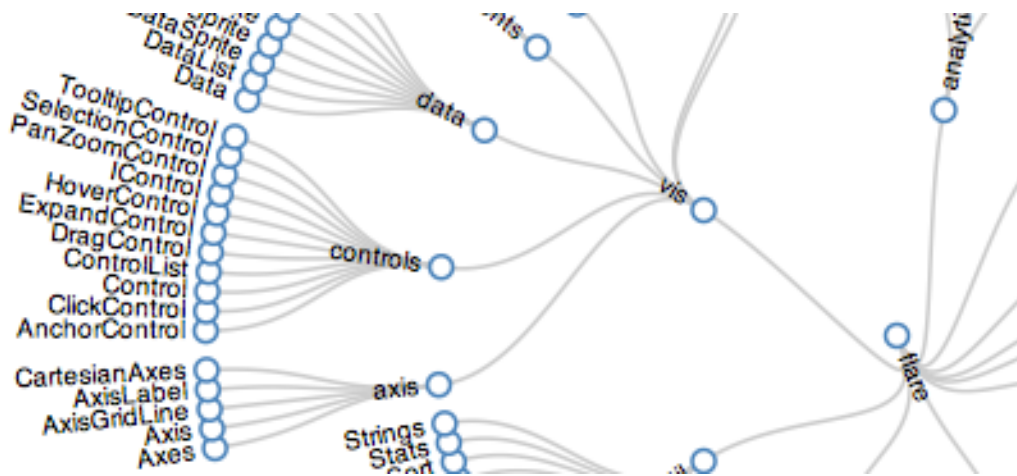 DataSprite
DataList
Data
data
TooltipControl
SelectionControl
PanZoomControl
IControl
HoverControl
ExpandControl
DragControl
ControlList
Control
ClickControl
AnchorControl
controls
CartesianAxes
AxisLabel
AxisGridLine
Axis
Axes
axis
Strings
Stats
Sort
vis
flare